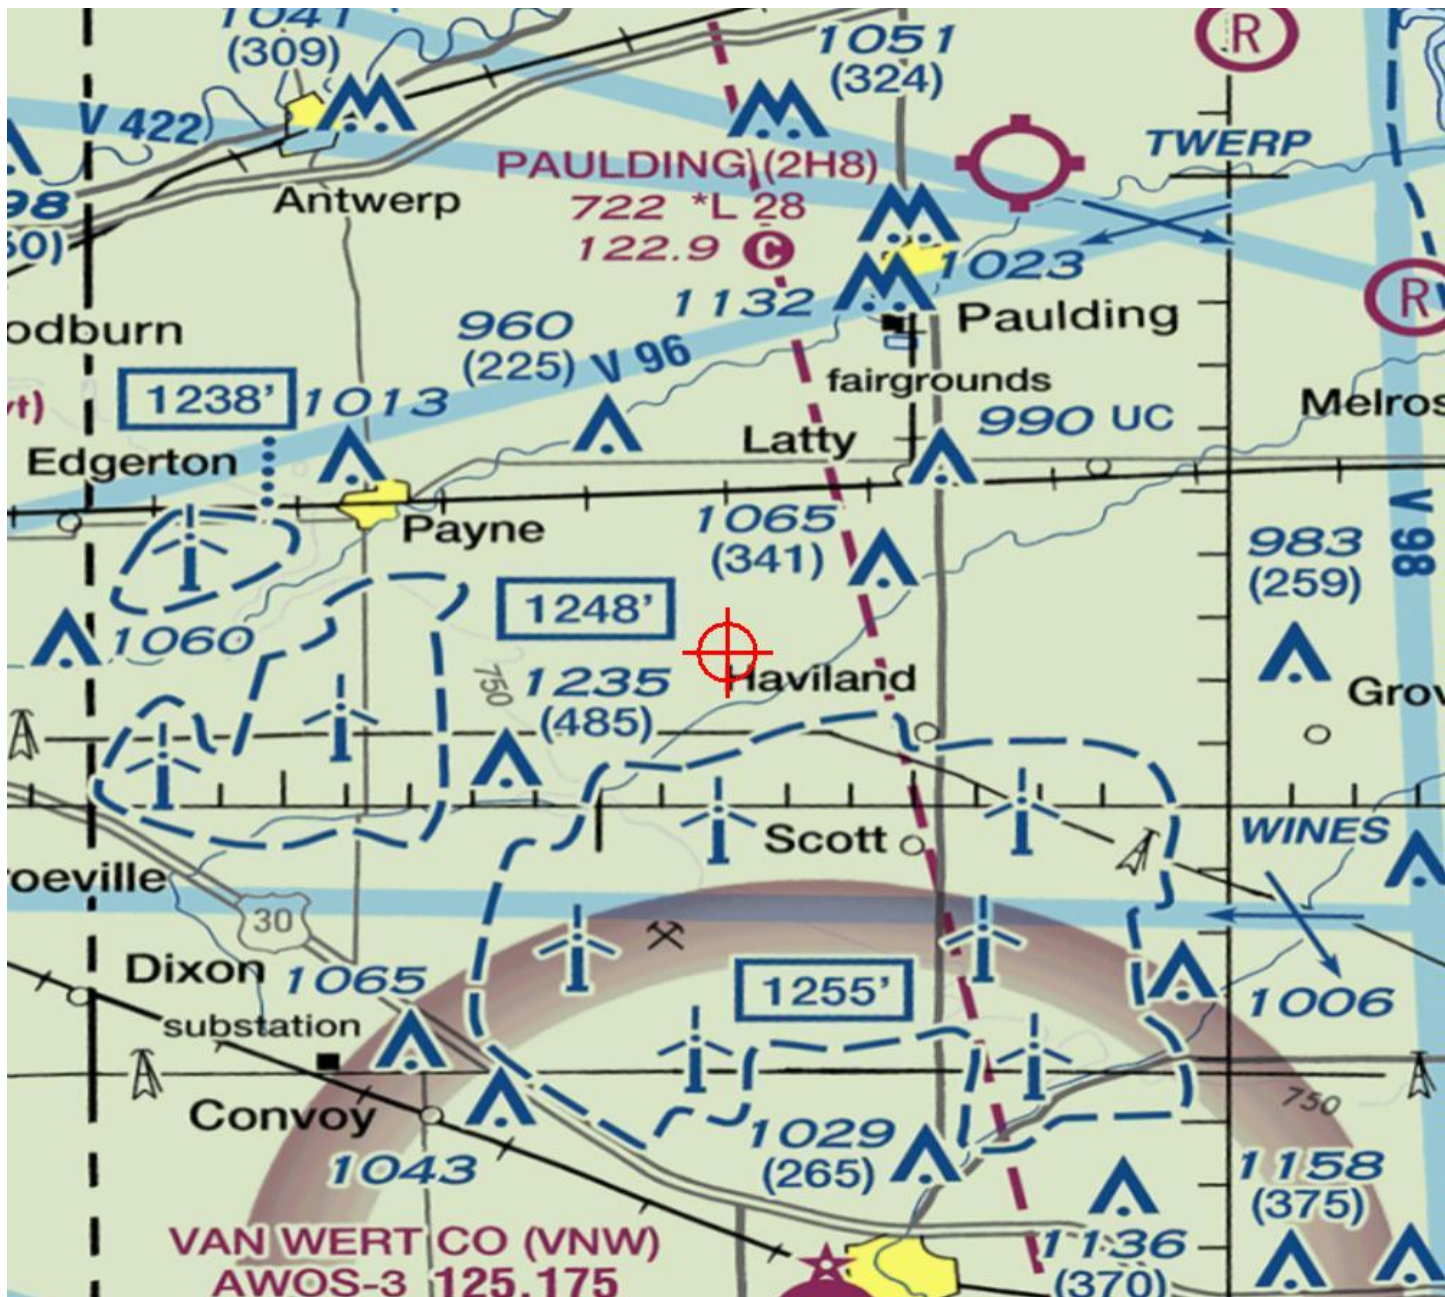 1041
(309)
1051
(324)
R
V 422
TWERP
PAULDING (2H8)
722 *L 28
122.9 C
98
Antwerp
1023
R
1132
Paulding
960
(225)
V 96
odburn
fairgrounds
1238'
1013
Melros
990 UC
Latty
Edgerton
Payne
1065
(341)
V 98
983
(259)
1248'
1060
750
1235
(485)
Haviland
Grov
Scott
WINES
roeville
30
Dixon
1065
1255'
1006
substation
Convoy
750
1043
1029
(265)
1158
(375)
VAN WERT CO (VNW)
AWOS-3 125.175
1136
(370)